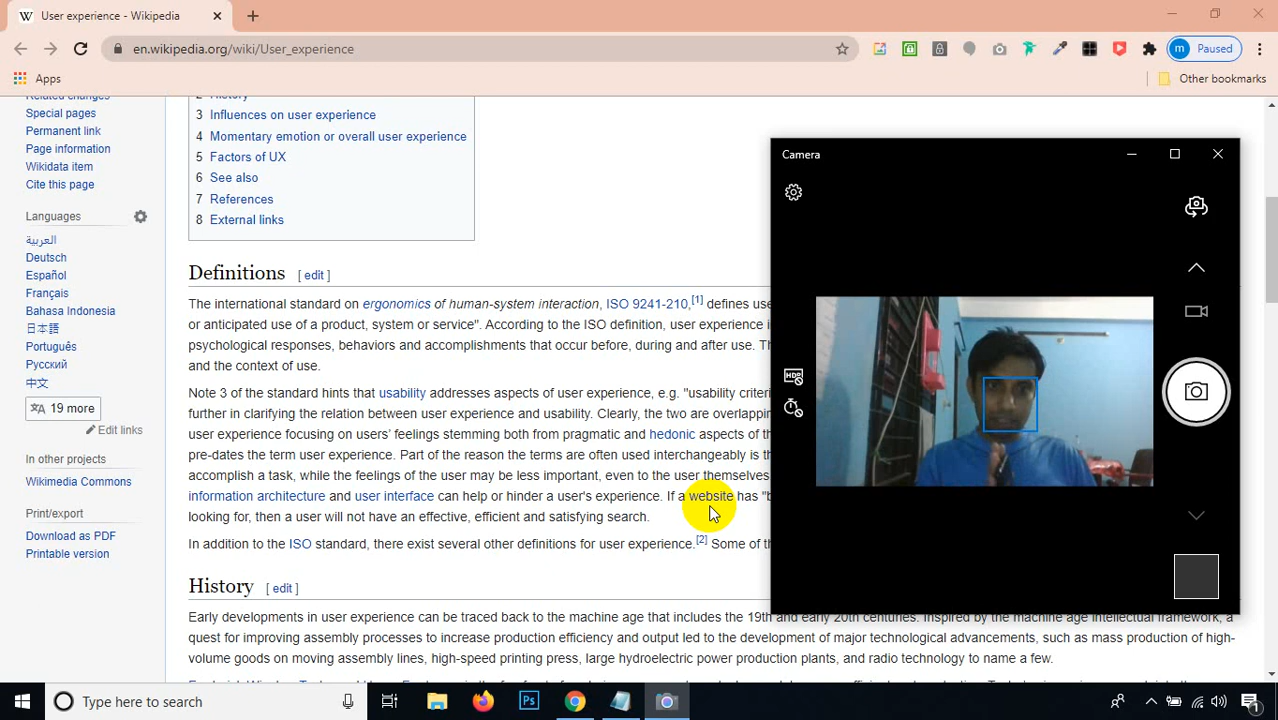 User experience - Wikipedia
en.wikipedia.org/wiki/User_experience
m Paused
Apps
Other bookmarks
Related changes
Special pages
Permanent link
Page information
Wikidata item
Cite this page
Languages
العربية
Deutsch
Español
Français
Bahasa Indonesia
日本語
Português
Русский
中文
19 more
Edit links
In other projects
Wikimedia Commons
Print/export
Download as PDF
Printable version
2 History
3 Influences on user experience
4 Momentary emotion or overall user experience
5 Factors of UX
6 See also
7 References
8 External links
Definitions [ edit ]
The international standard on ergonomics of human-system interaction, ISO 9241-210,[1] defines
or anticipated use of a product, system or service". According to the ISO definition, user experience
psychological responses, behaviors and accomplishments that occur before, during and after use.
and the context of use.
Note 3 of the standard hints that usability addresses aspects of user experience, e.g. "usability
further in clarifying the relation between user experience and usability. Clearly, the two are
user experience focusing on users' feelings stemming both from pragmatic and hedonic aspects of
pre-dates the term user experience. Part of the reason the terms are often used interchangeably is
accomplish a task, while the feelings of the user may be less important, even to the user themselves
information architecture and user interface can help or hinder a user's experience. If a website has
looking for, then a user will not have an effective, efficient and satisfying search.
In addition to the ISO standard, there exist several other definitions for user experience.[2] Some of
History [ edit ]
Early developments in user experience can be traced back to the machine age that includes the 19th and early 20th centuries. Inspired by the machine age intellectual framework, a
quest for improving assembly processes to increase production efficiency and output led to the development of major technological advancements, such as mass production of high-
volume goods on moving assembly lines, high-speed printing press, large hydroelectric power production plants, and radio technology to name a few.
Camera
HDR
Type here to search
Ps
1